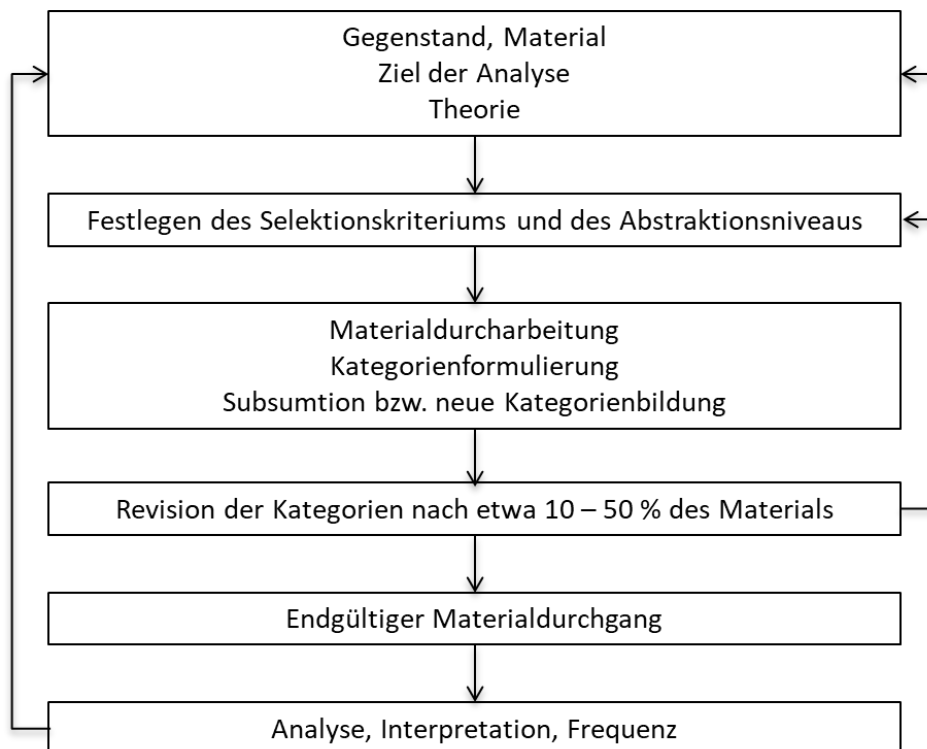 Gegenstand, Material
Ziel der Analyse
Theorie
Festlegen des Selektionskriteriums und des Abstraktionsniveaus
Materialdurcharbeitung
Kategorienformulierung
Subsumtion bzw. neue Kategorienbildung
Revision der Kategorien nach etwa 10 – 50 % des Materials
Endgültiger Materialdurchgang
Analyse, Interpretation, Frequenz